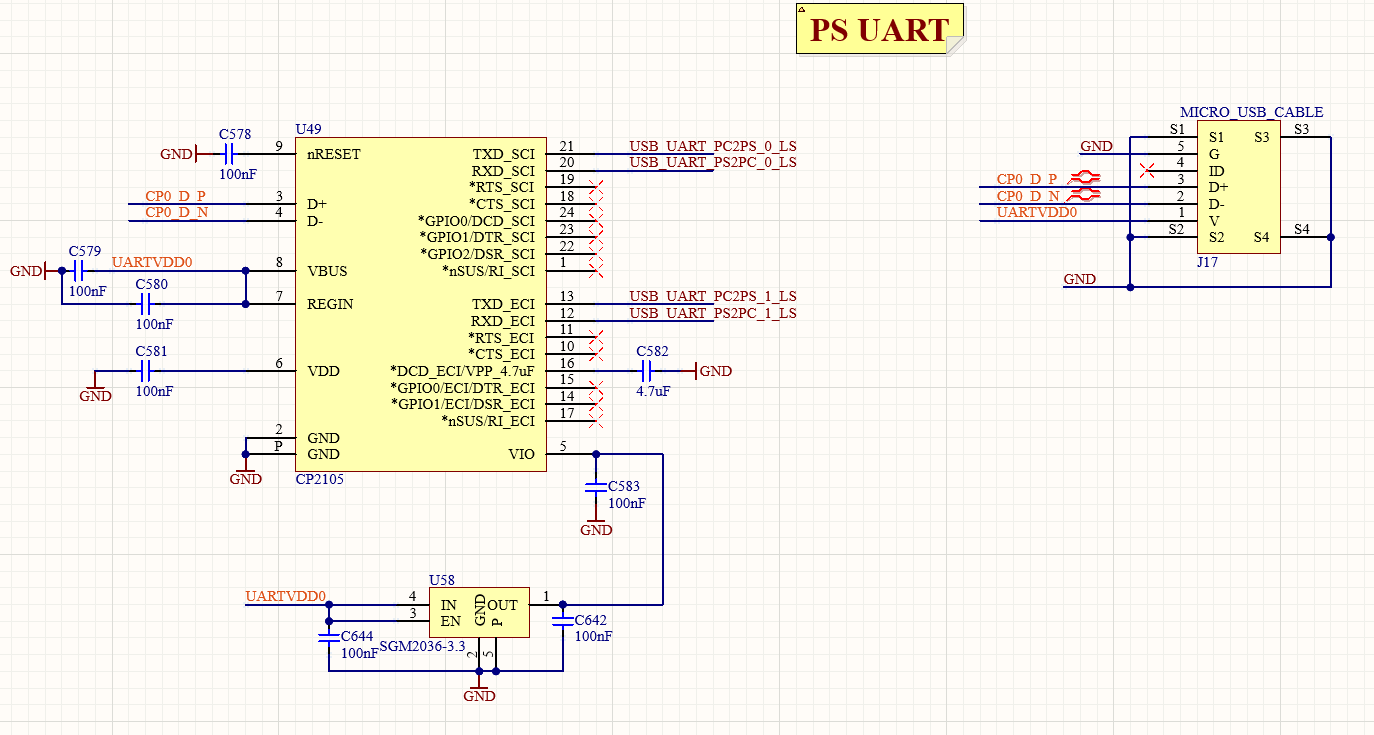 PS UART
U49
C578
GND
100nF
9 nRESET
CP0_D_P 3 D+
CP0_D_N 4 D-
C579
GND
100nF
UARTVDD0 8 VBUS
C580
100nF
7 REGIN
C581
100nF
GND
6 VDD
2 GND
P GND
GND
CP2105
TXD_SCI 21 USB_UART_PC2PS_0_LS
RXD_SCI 20 USB_UART_PS2PC_0_LS
*RTS_SCI 19
*CTS_SCI 18
*GPIO0/DCD_SCI 24
*GPIO1/DTR_SCI 23
*GPIO2/DSR_SCI 22
*nSUS/RI_SCI 1
TXD_ECI 13 USB_UART_PC2PS_1_LS
RXD_ECI 12 USB_UART_PS2PC_1_LS
*RTS_ECI 11
*CTS_ECI 10
*DCD_ECI/VPP_4.7uF 16
C582
4.7uF
GND
*GPIO0/ECI/DTR_ECI 15
*GPIO1/ECI/DSR_ECI 14
*nSUS/RI_ECI 17
VIO 5
C583
100nF
GND
U58
UARTVDD0 4 IN
3 EN
GND
OUT 1
P
2
5
SGM2036-3.3
C644
100nF
C642
100nF
GND
MICRO_USB_CABLE
S1 S1 S3 S3
GND 5 G
4 ID
CP0_D_P 3 D+
CP0_D_N 2 D-
UARTVDD0 1 V
S2 S2 S4 S4
J17
GND